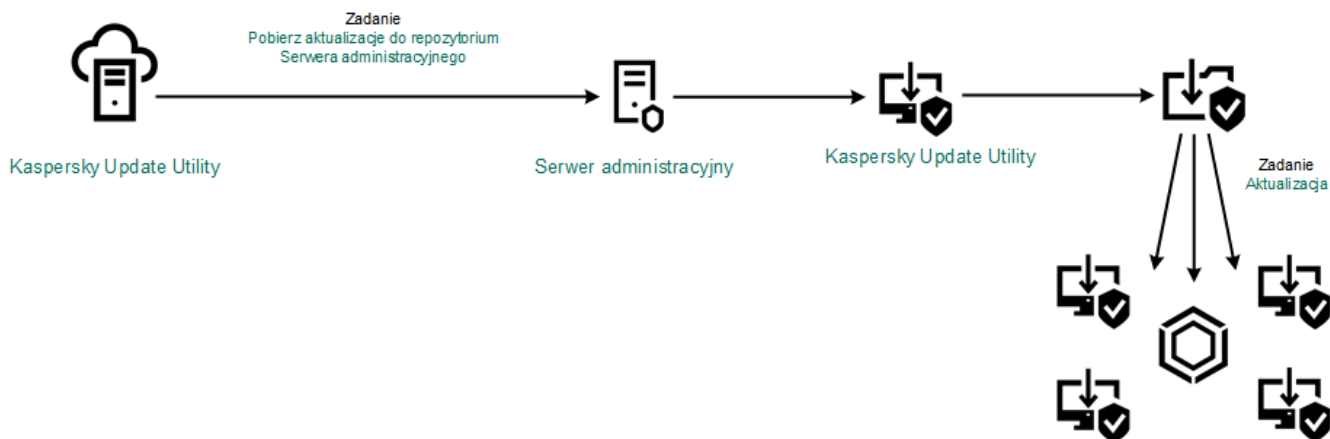 Zadanie
Pobierz aktualizacje do repozytorium
Serwera administracyjnego
Kaspersky Update Utility
Serwer administracyjny
Kaspersky Update Utility
Zadanie
Aktualizacja